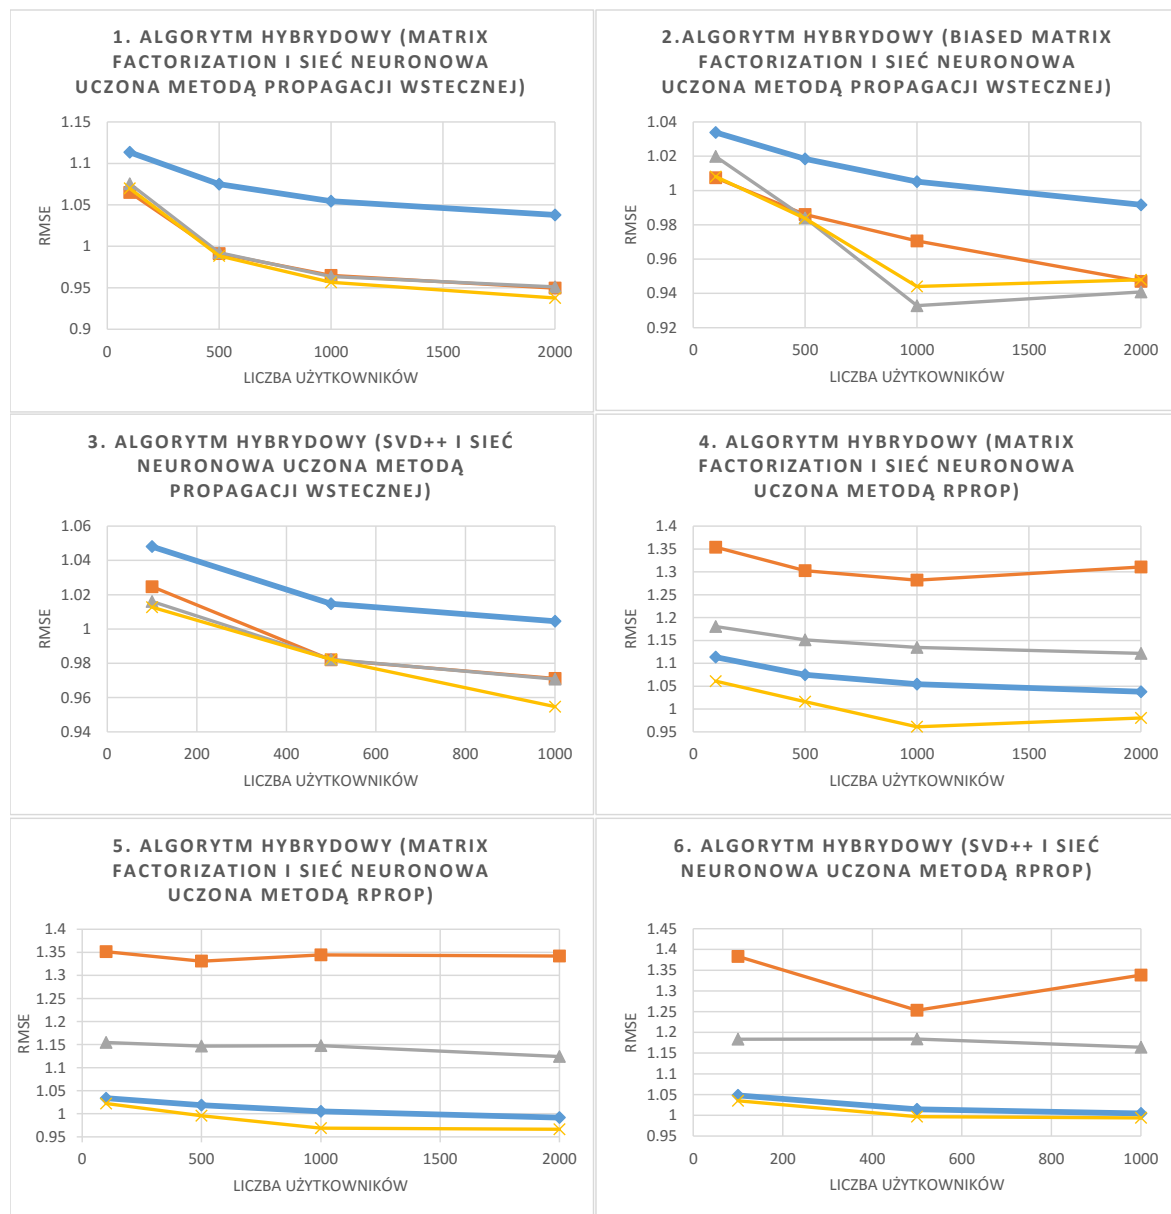 1. ALGORYTM HYBRYDOWY (MATRIX
FACTORIZATION I SIEĆ NEURONOWA
UCZONA METODĄ PROPAGACJI WSTECZNEJ)
1.15
1.1
1.05
1
0.95
0.9
RMSE
0
500
1000
1500
2000
LICZBA UŻYTKOWNIKÓW
2.ALGORYTM HYBRYDOWY (BIASED MATRIX
FACTORIZATION I SIEĆ NEURONOWA
UCZONA METODĄ PROPAGACJI WSTECZNEJ)
1.04
1.02
1
0.98
0.96
0.94
0.92
RMSE
0
500
1000
1500
2000
LICZBA UŻYTKOWNIKÓW
3. ALGORYTM HYBRYDOWY (SVD++ I SIEĆ
NEURONOWA UCZONA METODĄ
PROPAGACJI WSTECZNEJ)
1.06
1.04
1.02
1
0.98
0.96
0.94
RMSE
0
200
400
600
800
1000
LICZBA UŻYTKOWNIKÓW
4. ALGORYTM HYBRYDOWY (MATRIX
FACTORIZATION I SIEĆ NEURONOWA
UCZONA METODĄ RPROP)
1.4
1.35
1.3
1.25
1.2
1.15
1.1
1.05
1
0.95
RMSE
0
500
1000
1500
2000
LICZBA UŻYTKOWNIKÓW
5. ALGORYTM HYBRYDOWY (MATRIX
FACTORIZATION I SIEĆ NEURONOWA
UCZONA METODĄ RPROP)
1.4
1.35
1.3
1.25
1.2
1.15
1.1
1.05
1
0.95
RMSE
0
500
1000
1500
2000
LICZBA UŻYTKOWNIKÓW
6. ALGORYTM HYBRYDOWY (SVD++ I SIEĆ
NEURONOWA UCZONA METODĄ RPROP)
1.45
1.4
1.35
1.3
1.25
1.2
1.15
1.1
1.05
1
0.95
RMSE
0
200
400
600
800
1000
LICZBA UŻYTKOWNIKÓW